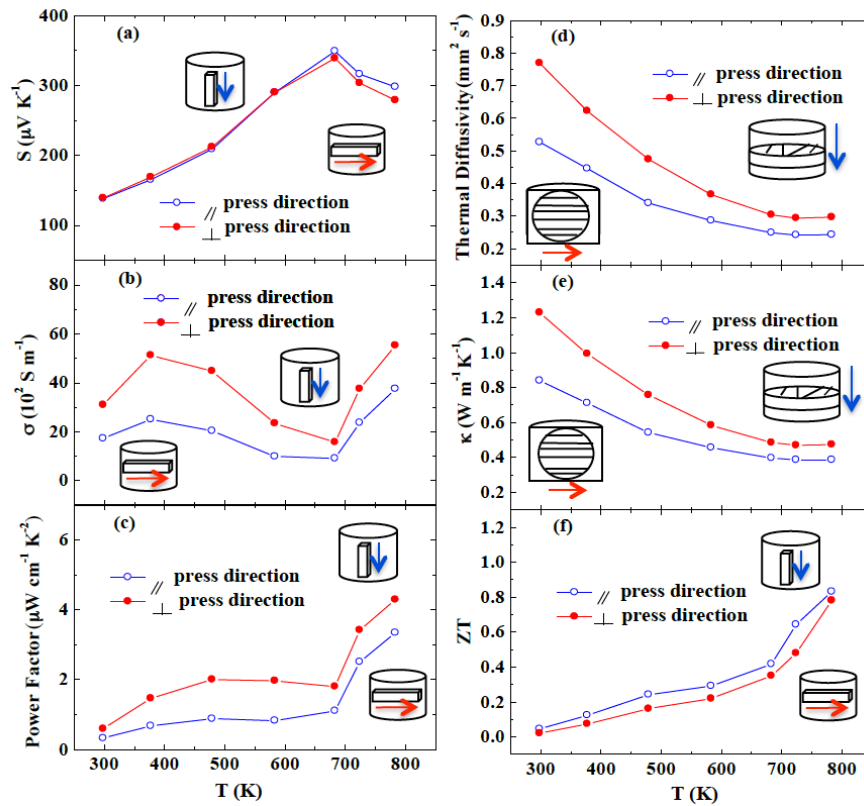 (a)
S (μV K⁻¹)
400
300
200
100
// press direction
⊥ press direction
(b)
σ (10² S m⁻¹)
80
60
40
20
0
// press direction
⊥ press direction
(c)
Power Factor (μW cm⁻¹ K⁻²)
6
4
2
0
// press direction
⊥ press direction
300 400 500 600 700 800
T (K)
(d)
Thermal Diffusivity (mm² s⁻¹)
0.9
0.8
0.7
0.6
0.5
0.4
0.3
0.2
// press direction
⊥ press direction
(e)
κ (W m⁻¹ K⁻¹)
1.4
1.2
1.0
0.8
0.6
0.4
0.2
// press direction
⊥ press direction
(f)
ZT
1.2
1.0
0.8
0.6
0.4
0.2
0.0
// press direction
⊥ press direction
300 400 500 600 700 800
T (K)